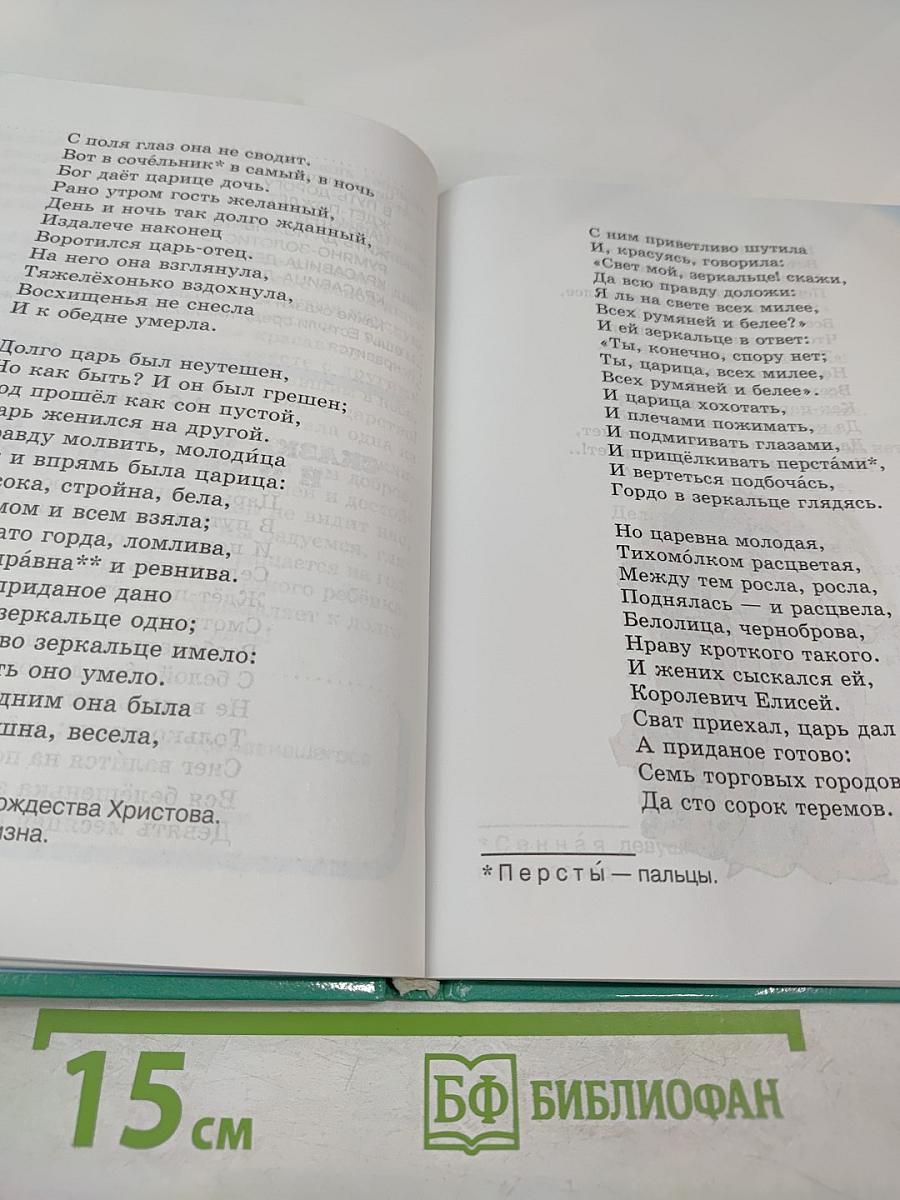 С поля глаз она не сводит.
Вот в соче́льник* в самый, в ночь
Бог даёт царице дочь.
Рано утром гость желанный,
День и ночь так долго жданный,
Издалече наконец
Воротился царь-отец.
На него она взглянула,
Тяжелёхонько вздохнула,
Восхищенья не снесла
И к обедне умерла.
Долго царь был неутешен,
Но как быть? И он был грешен;
од прошёл как сон пустой,
арь женился на другой.
равду молвить, молоди́ца
и впрямь была царица:
сока, стройна, бела,
мом и всем взяла;
ато горда, ломлива,
пра́вна** и ревнива.
приданое дано
зеркальце одно;
во зеркальце имело:
ть оно умело.
дним она была
шна, весела,
ождества Христова.
изна.
С ним приветливо шутила
И, красуясь, говорила:
«Свет мой, зеркальце! скажи,
Да всю правду доложи:
Я ль на свете всех милее,
Всех румяней и белее?»
И ей зеркальце в ответ:
«Ты, конечно, спору нет;
Ты, царица, всех милее,
Всех румяней и белее».
И царица хохотать,
И плечами пожимать,
И подмигивать глазами,
И прищёлкивать перста́ми*,
И вертеться подбоча́сь,
Гордо в зеркальце глядясь.
Но царевна молодая,
Тихомо́лком расцветая,
Между тем росла, росла,
Поднялась — и расцвела,
Белолица, черноброва,
Нраву кроткого такого.
И жених сыскался ей,
Королевич Елисей.
Сват приехал, царь дал
А приданое готово:
Семь торговых городов
Да сто сорок теремов.
* Персты́ — пальцы.
15 см
БФ БИБЛИОФАН